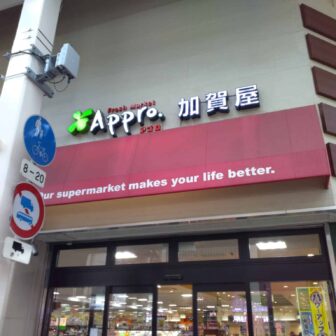 Fresh Market
Appro.
アプロ
加賀屋
8-20
ur supermarket makes your life better.